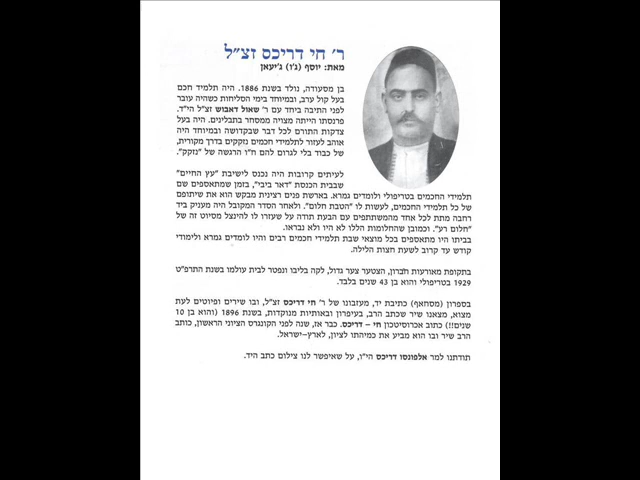 ר' חי דריכס זצ"ל
מאת: יוסף (ג'ו) ג'יעאן
בן מסעודה, נולד בשנת 1886. היה תלמיד חכם
בעל קול ערב, ובמיוחד בימי הסליחות כשהיה עובר
לפני התיבה ביחד עם ר' שאול דאבוש זצ"ל הי"ד.
פרנסתו הייתה מצויה ממסחר בתבלינים. היה בעל
צדקות התורם לכל דבר שבקדושה ובמיוחד היה
אוהב לעזור לתלמידי חכמים נזקקים בדרך מקורית,
של כבוד בלי לגרום להם ח"ו הרגשה של "נזקק".
לעיתים קרובות היה נכנס לישיבת "עץ החיים"
שבבית הכנסת "דאר ביבי", בזמן שמתאספים שם
תלמידי החכמים בטריפולי ולומדים גמרא. בארשת פנים רצינית מבקש הוא את שיתופם
של כל תלמידי החכמים, לעשות לו "הטבת חלום". ולאחר הסדר המקובל היה מעניק ביד
רחבה מתת לכל אחד מהמשתתפים עם הבעת תודה על שעזרו לו להינצל מסיוט זה של
"חלום רע". וכמובן שהחלומות הללו לא היו ולא נבראו.
בביתו היו מתאספים בכל מוצאי שבת תלמידי חכמים רבים והיו לומדים גמרא ולימודי
קודש עד קרוב לשעת חצות הלילה.
בתקופת מאורעות חברון, הצטער צער גדול, לקה בליבו ונפטר לבית עולמו בשנת התרפ"ט
1929 בטריפולי והוא בן 43 שנים בלבד.
בספרון (מסחאף) כתיבת יד, מעזבונו של ר' חי דריכס זצ"ל, ובו שירים ופיוטים לעת
מצוא, מצאנו שיר שכתב הרב, בעיפרון ובאותיות מנוקדות, בשנת 1896 (והוא בן 10
שנים!!) כתוב אכרוסיטכון חי – דריכס. כבר אז, שנה לפני הקונגרס הציוני הראשון, כותב
הרב שיר ובו הוא מביע את כמיהתו לציון, לארץ–ישראל.
תודתנו למר אלפונסו דריכס הי"ו, על שאיפשר לנו צילום כתב היד.